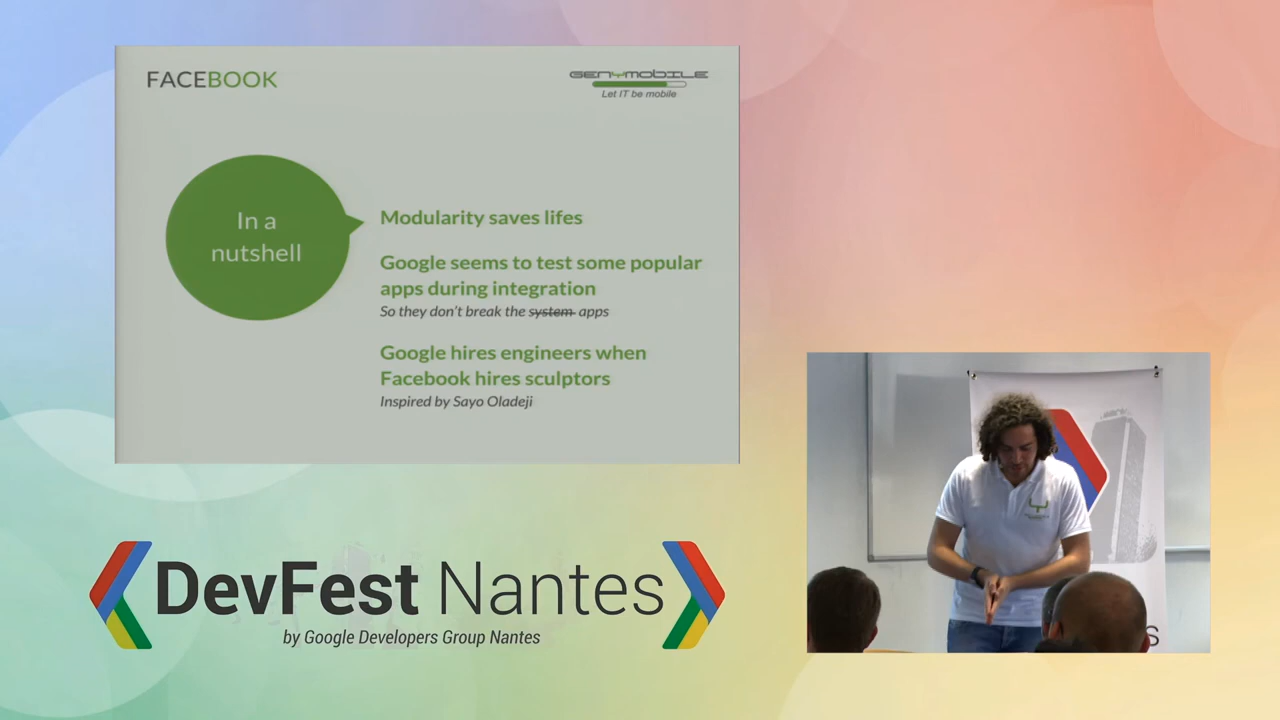 FACEBOOK
GENYMOBILE
Let IT be mobile
In a
nutshell
Modularity saves lifes
Google seems to test some popular
apps during integration
So they don't break the system apps
Google hires engineers when
Facebook hires sculptors
Inspired by Sayo Oladeji
DevFest Nantes
by Google Developers Group Nantes